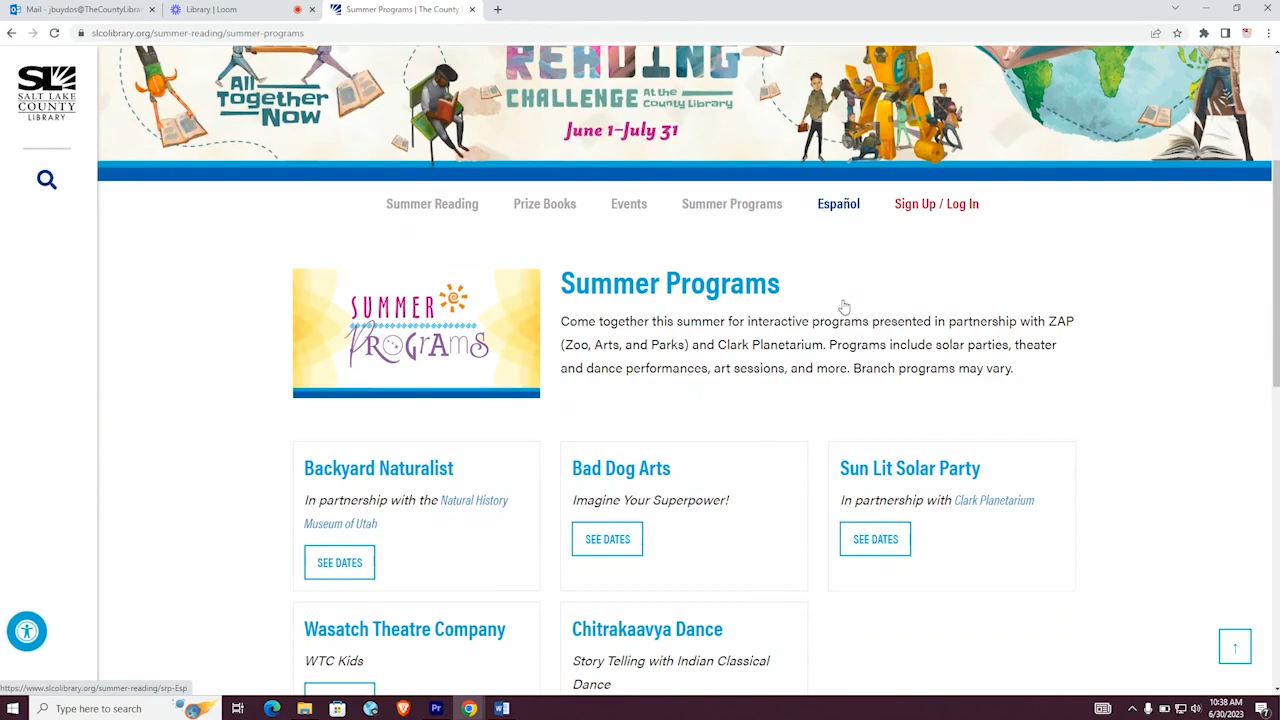 Mail - jbuydos@TheCountyLibrar
Library | Loom
Summer Programs | The County
slcolibrary.org/summer-reading/summer-programs
SL
SALT LAKE
COUNTY
LIBRARY
All
Together
Now
READING
CHALLENGE At the County Library
June 1–July 31
Summer Reading
Prize Books
Events
Summer Programs
Español
Sign Up / Log In
SUMMER
PROGRAMS
Summer Programs
Come together this summer for interactive programs presented in partnership with ZAP
(Zoo, Arts, and Parks) and Clark Planetarium. Programs include solar parties, theater
and dance performances, art sessions, and more. Branch programs may vary.
Backyard Naturalist
In partnership with the Natural History
Museum of Utah
SEE DATES
Bad Dog Arts
Imagine Your Superpower!
SEE DATES
Sun Lit Solar Party
In partnership with Clark Planetarium
SEE DATES
Wasatch Theatre Company
WTC Kids
Chitrakaavya Dance
Story Telling with Indian Classical
Dance
https://www.slcolibrary.org/summer-reading/srp-Esp
Type here to search
10:38 AM
6/30/2023